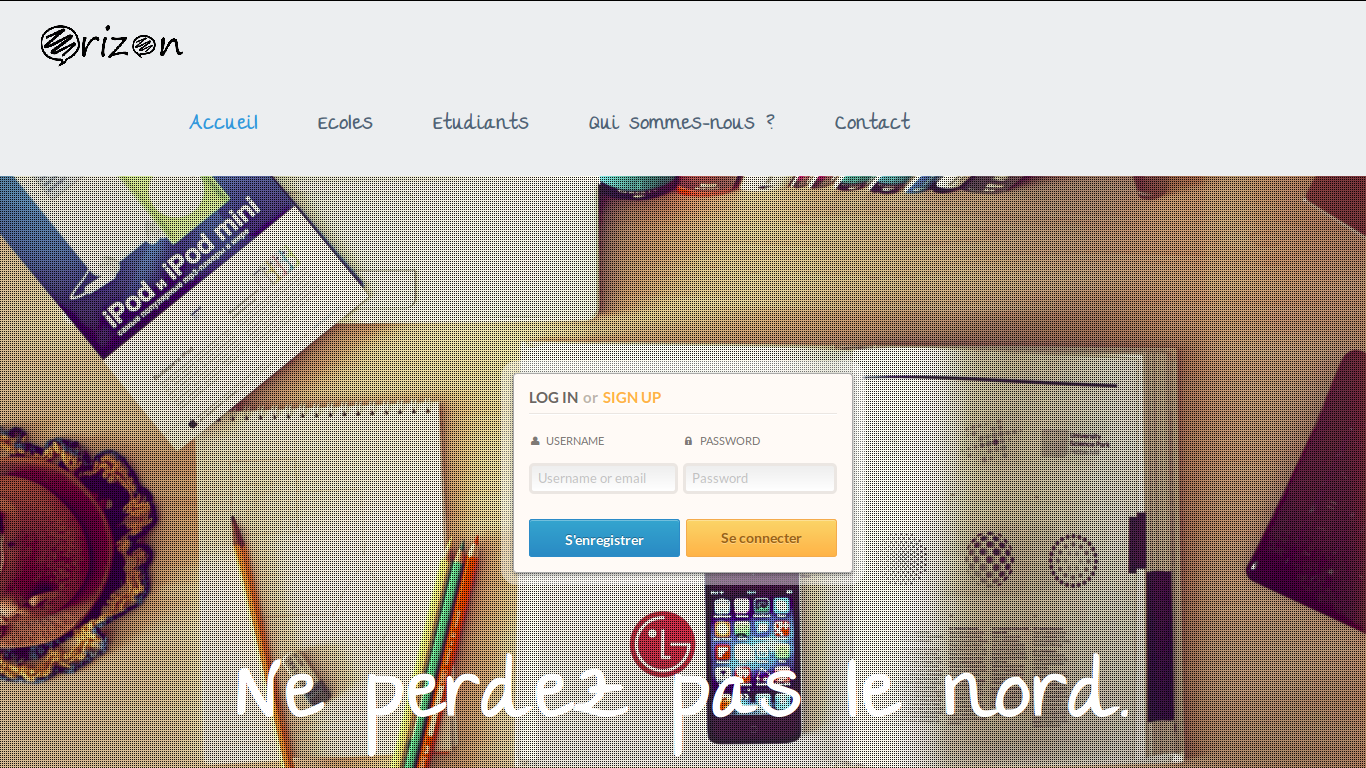 Orizon
Accueil Ecoles Etudiants Qui sommes-nous ? Contact
iPod и iPod mini
LOG IN or SIGN UP
USERNAME PASSWORD
Username or email Password
S'enregistrer Se connecter
LG
Ne perdez pas le nord.